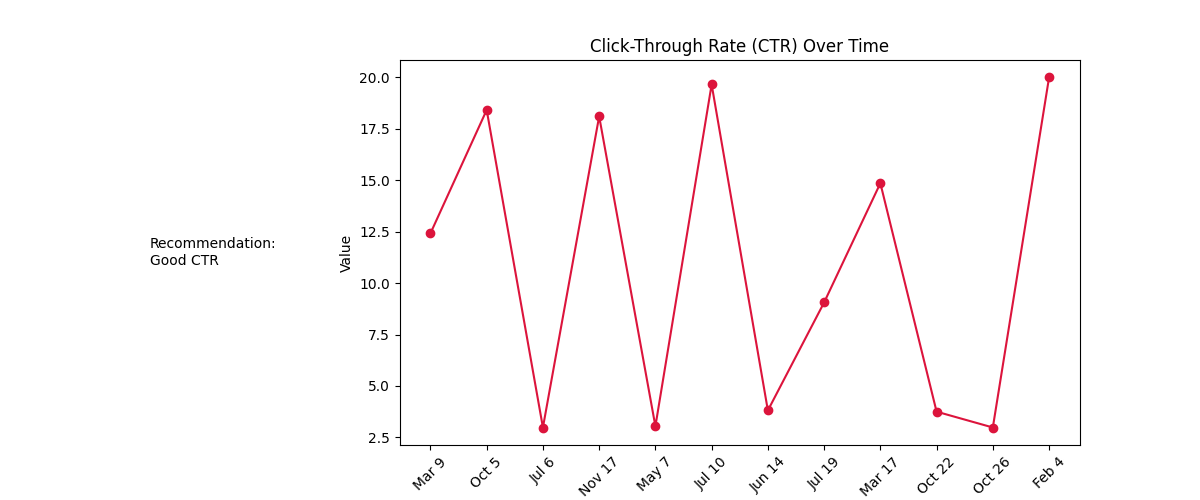 Click-Through Rate (CTR) Over Time
Recommendation:
Good CTR
Value
20.0
17.5
15.0
12.5
10.0
7.5
5.0
2.5
Mar 9
Oct 5
Jul 6
Nov 17
May 7
Jul 10
Jun 14
Jul 19
Mar 17
Oct 22
Oct 26
Feb 4